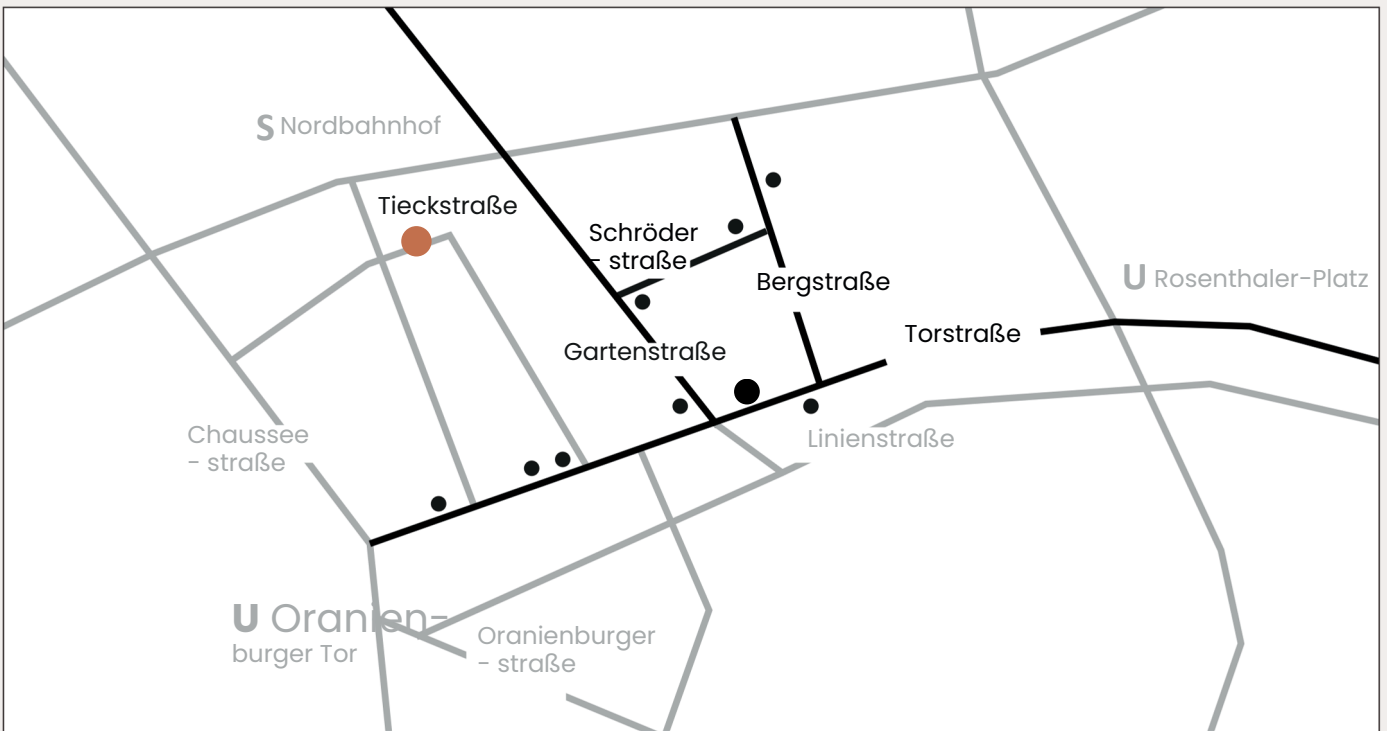 S Nordbahnhof
Tieckstraße
Schröder
- straße
Bergstraße
U Rosenthaler-Platz
Torstraße
Gartenstraße
Chaussee
- straße
Linienstraße
U Oranien-
burger Tor
Oranienburger
- straße